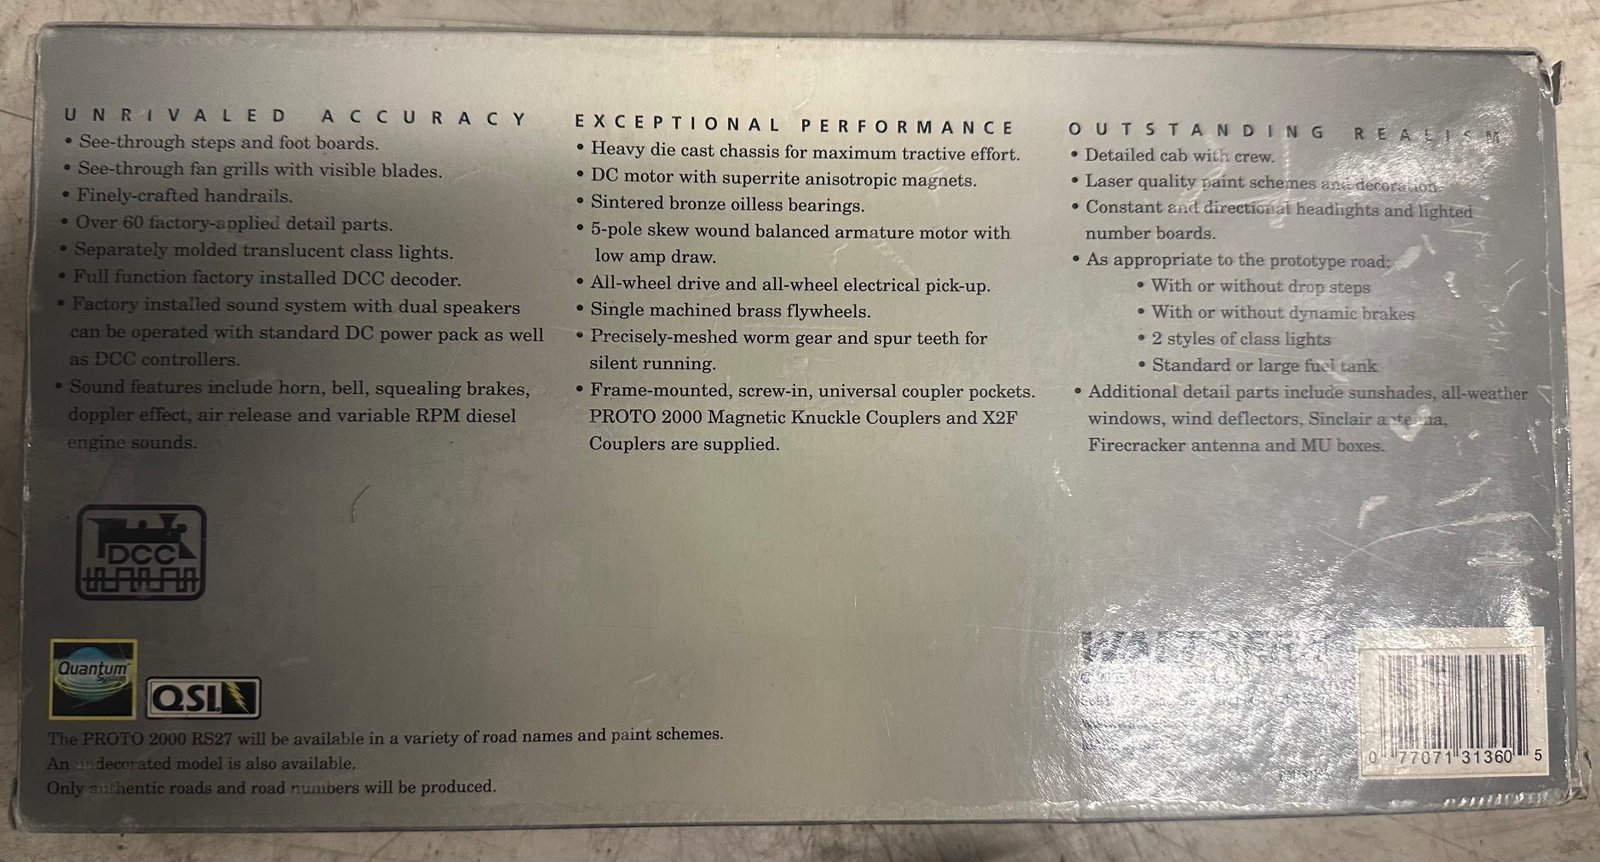 UNRIVALED ACCURACY
• See-through steps and foot boards.
• See-through fan grills with visible blades.
• Finely-crafted handrails.
• Over 60 factory-applied detail parts.
• Separately molded translucent class lights.
• Full function factory installed DCC decoder.
• Factory installed sound system with dual speakers
can be operated with standard DC power pack as well
as DCC controllers.
• Sound features include horn, bell, squealing brakes,
doppler effect, air release and variable RPM diesel
engine sounds.
EXCEPTIONAL PERFORMANCE
• Heavy die cast chassis for maximum tractive effort.
• DC motor with superrite anisotropic magnets.
• Sintered bronze oilless bearings.
• 5-pole skew wound balanced armature motor with
low amp draw.
• All-wheel drive and all-wheel electrical pick-up.
• Single machined brass flywheels.
• Precisely-meshed worm gear and spur teeth for
silent running.
• Frame-mounted, screw-in, universal coupler pockets.
PROTO 2000 Magnetic Knuckle Couplers and X2F
Couplers are supplied.
OUTSTANDING REALISM
• Detailed cab with crew.
• Laser quality paint schemes and decoration.
• Constant and directional headlights and lighted
number boards.
• As appropriate to the prototype road:
• With or without drop steps
• With or without dynamic brakes
• 2 styles of class lights
• Standard or large fuel tank
• Additional detail parts include sunshades, all-weather
windows, wind deflectors, Sinclair antenna,
Firecracker antenna and MU boxes.
DCC
Quantum
System
QSI
The PROTO 2000 RS27 will be available in a variety of road names and paint schemes.
An undecorated model is also available.
Only authentic roads and road numbers will be produced.
WALTHERS
0 77071 31360 5